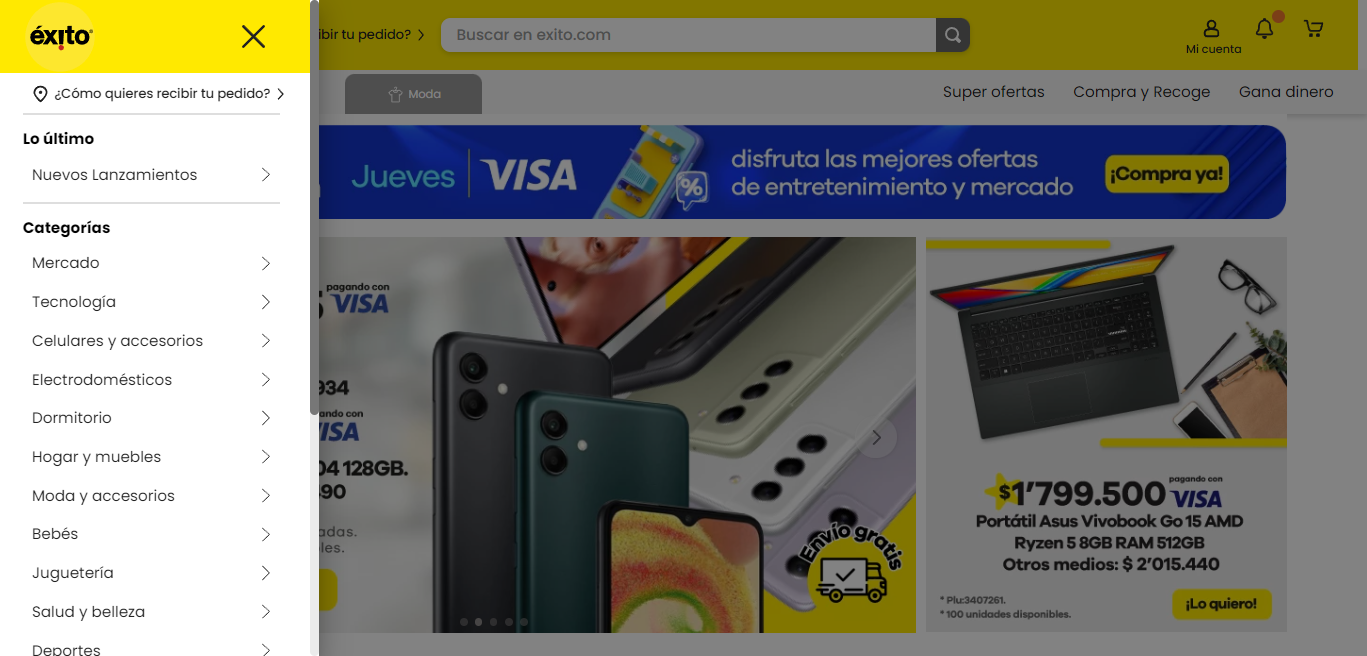 éxito
¿Cómo quieres recibir tu pedido?
Lo último
Nuevos Lanzamientos
Categorías
Mercado
Tecnología
Celulares y accesorios
Electrodomésticos
Dormitorio
Hogar y muebles
Moda y accesorios
Bebés
Juguetería
Salud y belleza
Deportes
ibir tu pedido?
Buscar en exito.com
Mi cuenta
Moda
Super ofertas
Compra y Recoge
Gana dinero
Jueves VISA
disfruta las mejores ofertas
de entretenimiento y mercado
¡Compra ya!
pagando con
VISA
934
ando con
ISA
04 128GB.
90
adas.
les.
Envío gratis
$1'799.500
pagando con
VISA
Portátil Asus Vivobook Go 15 AMD
Ryzen 5 8GB RAM 512GB
Otros medios: $ 2'015.440
* Plu:3407261.
* 100 unidades disponibles.
¡Lo quiero!